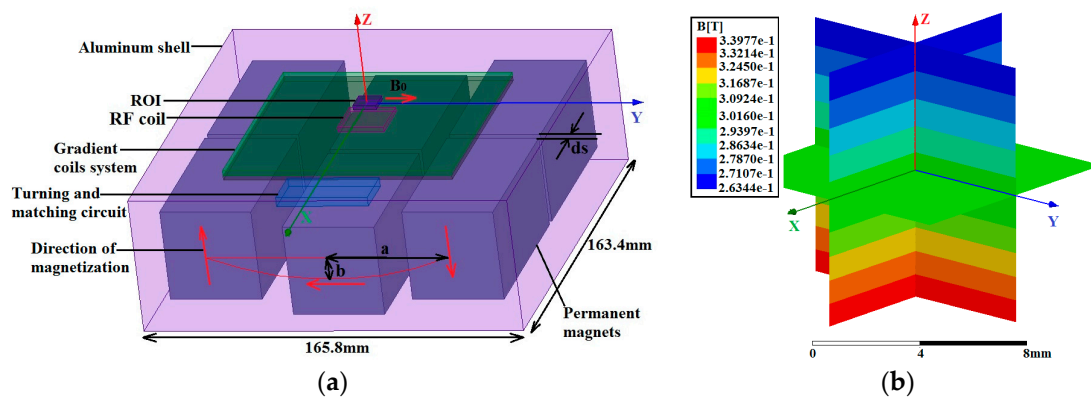 Aluminum shell
ROI
RF coil
Gradient
coils system
Turning and
matching circuit
Direction of
magnetization
Z
B₀
Y
X
ds
a
b
163.4mm
Permanent
magnets
165.8mm
(a)
B[T]
3.3977e-1
3.3214e-1
3.2450e-1
3.1687e-1
3.0924e-1
3.0160e-1
2.9397e-1
2.8634e-1
2.7870e-1
2.7107e-1
2.6344e-1
Z
X
Y
0
4
8mm
(b)